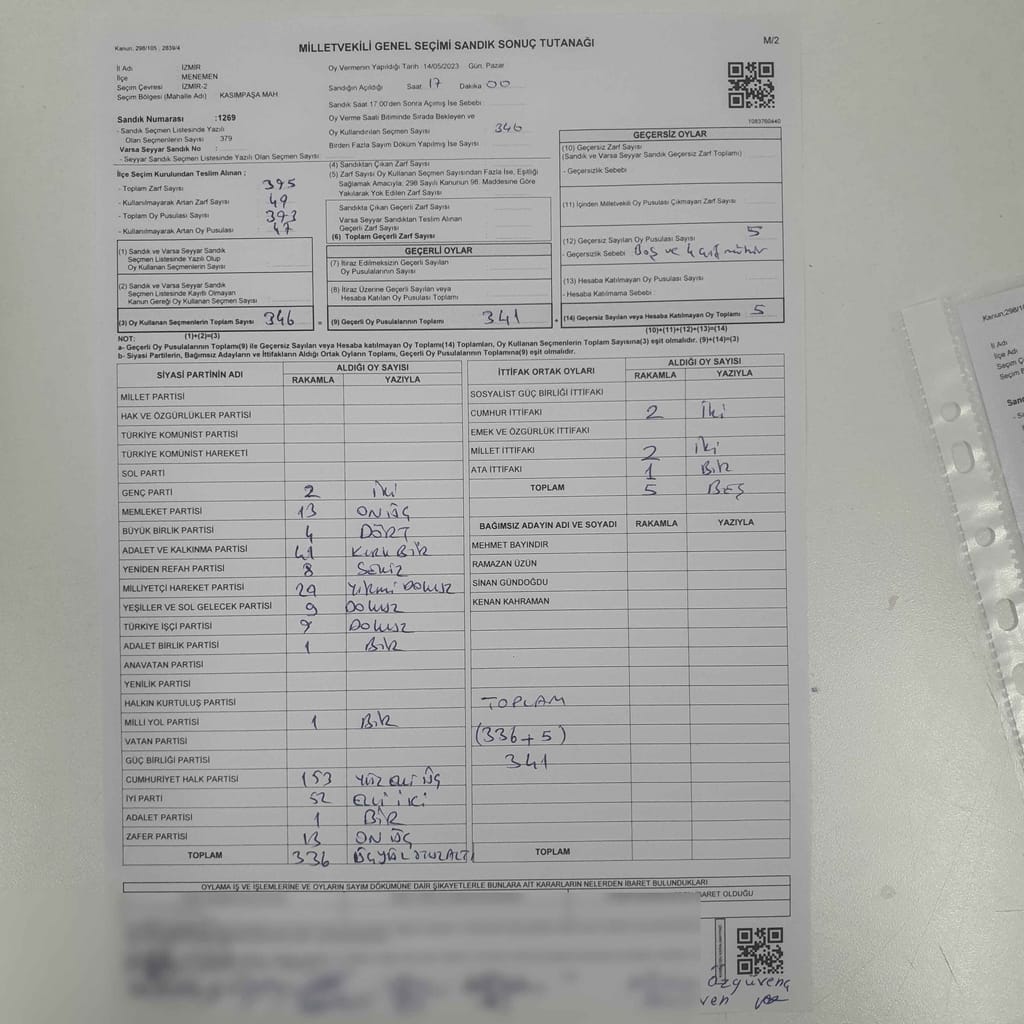 Kanun, 298/105 ; 2839/4
MİLLETVEKİLİ GENEL SEÇİMİ SANDIK SONUÇ TUTANAĞI
M/2
İl Adı İZMİR
İlçe MENEMEN
Seçim Çevresi İZMİR-2
Seçim Bölgesi (Mahalle Adı) KASIMPAŞA MAH.
Sandık Numarası :1269
- Sandık Seçmen Listesinde Yazılı
Olan Seçmenlerin Sayısı 379
Varsa Seyyar Sandık No :
- Seyyar Sandık Seçmen Listesinde Yazılı Olan Seçmen Sayısı
İlçe Seçim Kurulundan Teslim Alınan ;
- Toplam Zarf Sayısı 395
- Kullanılmayarak Artan Zarf Sayısı 49
- Toplam Oy Pusulası Sayısı 393
- Kullanılmayarak Artan Oy Pusulası 47
(1) Sandık ve Varsa Seyyar Sandık
Seçmen Listesinde Yazılı Olup
Oy Kullanan Seçmenlerin Sayısı
(2) Sandık ve Varsa Seyyar Sandık
Seçmen Listesinde Kayıtlı Olmayan
Kanun Gereği Oy Kullanan Seçmen Sayısı
(3) Oy Kullanan Seçmenlerin Toplam Sayısı 346 =
(1)+(2)=(3)
Oy Vermenin Yapıldığı Tarih :14/05/2023 Gün: Pazar
Sandığın Açıldığı Saat 17 Dakika 00
Sandık Saat 17.00'den Sonra Açılmış İse Sebebi
Oy Verme Saati Bitiminde Sırada Bekleyen ve
Oy Kullandırılan Seçmen Sayısı 346
Birden Fazla Sayım Döküm Yapılmış İse Sayısı
(4) Sandıktan Çıkan Zarf Sayısı
(5) Zarf Sayısı Oy Kullanan Seçmen Sayısından Fazla İse, Eşitliği
Sağlamak Amacıyla; 298 Sayılı Kanunun 98. Maddesine Göre
Yakılarak Yok Edilen Zarf Sayısı
Sandıkta Çıkan Geçerli Zarf Sayısı
Varsa Seyyar Sandıktan Teslim Alınan
Geçerli Zarf Sayısı
(6) Toplam Geçerli Zarf Sayısı
GEÇERLİ OYLAR
(7) İtiraz Edilmeksizin Geçerli Sayılan
Oy Pusulalarının Sayısı
(8) İtiraz Üzerine Geçerli Sayılan veya
Hesaba Katılan Oy Pusulası Toplamı
(9) Geçerli Oy Pusulalarının Toplamı 341 +
1083760440
GEÇERSİZ OYLAR
(10) Geçersiz Zarf Sayısı
(Sandık ve Varsa Seyyar Sandık Geçersiz Zarf Toplamı)
- Geçersizlik Sebebi
(11) İçinden Milletvekili Oy Pusulası Çıkmayan Zarf Sayısı
(12) Geçersiz Sayılan Oy Pusulası Sayısı 5
- Geçersizlik Sebebi Boş ve 4 çift mühür
(13) Hesaba Katılmayan Oy Pusulası Sayısı
- Hesaba Katılmama Sebebi
(14) Geçersiz Sayılan veya Hesaba Katılmayan Oy Toplamı 5
(10)+(11)+(12)+(13)=(14)
NOT:
a- Geçerli Oy Pusulalarının Toplamı(9) ile Geçersiz Sayılan veya Hesaba Katılmayan Oy Toplamı(14) Toplamları, Oy Kullanan Seçmenlerin Toplam Sayısına(3) eşit olmalıdır. (9)+(14)=(3)
b- Siyasi Partilerin, Bağımsız Adayların ve İttifakların Aldığı Ortak Oyların Toplamı, Geçerli Oy Pusulalarının Toplamına(9) eşit olmalıdır.
SİYASİ PARTİNİN ADI ALDIĞI OY SAYISI
RAKAMLA YAZIYLA
MİLLET PARTİSİ
HAK VE ÖZGÜRLÜKLER PARTİSİ
TÜRKİYE KOMÜNİST PARTİSİ
TÜRKİYE KOMÜNİST HAREKETİ
SOL PARTİ
GENÇ PARTİ 2 iki
MEMLEKET PARTİSİ 13 ON ÜÇ
BÜYÜK BİRLİK PARTİSİ 4 DÖRT
ADALET VE KALKINMA PARTİSİ 41 KIRK BİR
YENİDEN REFAH PARTİSİ 8 Sekiz
MİLLİYETÇİ HAREKET PARTİSİ 29 Yirmi Dokuz
YEŞİLLER VE SOL GELECEK PARTİSİ 9 Dokuz
TÜRKİYE İŞÇİ PARTİSİ 9 Dokuz
ADALET BİRLİK PARTİSİ 1 Bir
ANAVATAN PARTİSİ
YENİLİK PARTİSİ
HALKIN KURTULUŞ PARTİSİ
MİLLİ YOL PARTİSİ 1 Bir
VATAN PARTİSİ
GÜÇ BİRLİĞİ PARTİSİ
CUMHURİYET HALK PARTİSİ 153 YÜZ ELLİ ÜÇ
İYİ PARTİ 52 ELLİ İKİ
ADALET PARTİSİ 1 BİR
ZAFER PARTİSİ 13 ON ÜÇ
TOPLAM 336 ÜÇ YÜZ OTUZ ALTI
İTTİFAK ORTAK OYLARI ALDIĞI OY SAYISI
RAKAMLA YAZIYLA
SOSYALİST GÜÇ BİRLİĞİ İTTİFAKI
CUMHUR İTTİFAKI 2 İki
EMEK VE ÖZGÜRLÜK İTTİFAKI
MİLLET İTTİFAKI 2 iki
ATA İTTİFAKI 1 Bir
TOPLAM 5 BEŞ
BAĞIMSIZ ADAYIN ADI VE SOYADI RAKAMLA YAZIYLA
MEHMET BAYINDIR
RAMAZAN ÜZÜN
SİNAN GÜNDOĞDU
KENAN KAHRAMAN
TOPLAM
(336+5)
341
TOPLAM
OYLAMA İŞ VE İŞLEMLERİNE VE OYLARIN SAYIM DÖKÜMÜNE DAİR ŞİKAYETLERLE BUNLARA AİT KARARLARIN NELERDEN İBARET BULUNDUKLARI
İBARET OLDUĞU
Özgüvenç
ven
Kanun,298/10
İl Adı
İlçe Adı
Seçim Ç
Seçim B
San